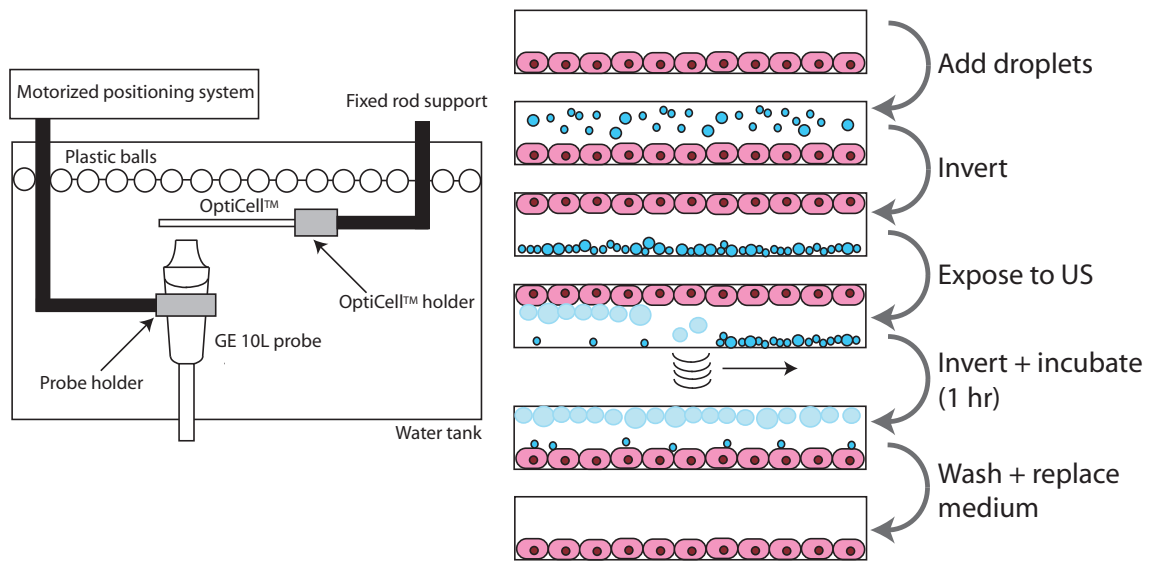 Motorized positioning system
Fixed rod support
Plastic balls
OptiCell™
OptiCell™ holder
GE 10L probe
Probe holder
Water tank
Add droplets
Invert
Expose to US
Invert + incubate
(1 hr)
Wash + replace
medium